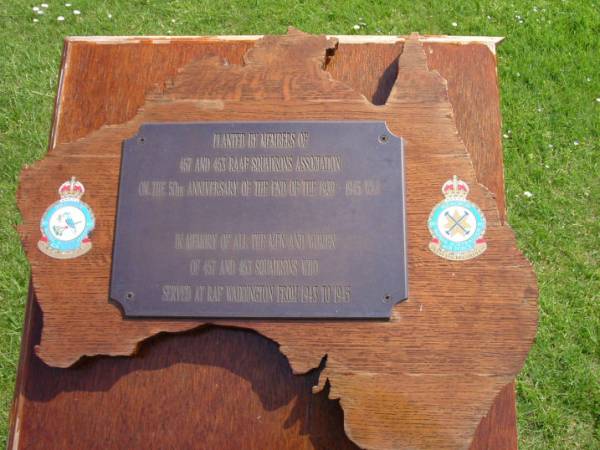 PLANTED BY MEMBERS OF
467 AND 463 RAAF SQUADRONS ASSOCIATION
ON THE 50TH ANNIVERSARY OF THE END OF THE 1939 - 1945 WAR
IN MEMORY OF ALL THE MEN AND WOMEN
OF 467 AND 463 SQUADRONS WHO
SERVED AT RAF WADDINGTON FROM 1943 TO 1945